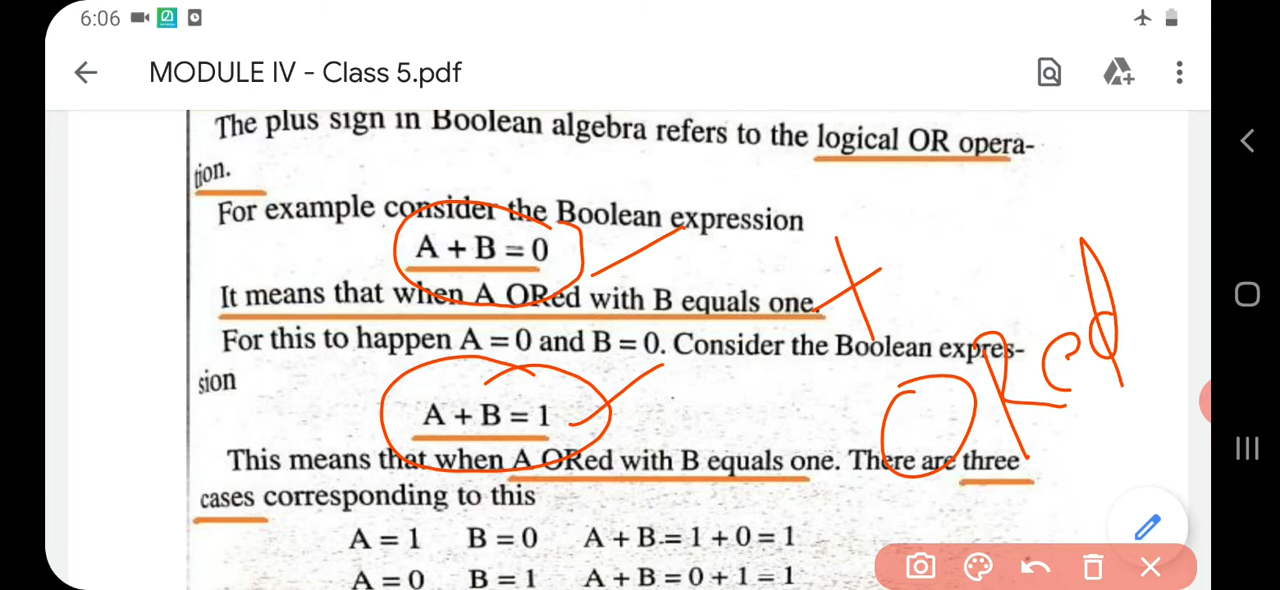 6:06
MODULE IV - Class 5.pdf
The plus sign in Boolean algebra refers to the logical OR opera-
tion.
For example consider the Boolean expression
A + B = 0
It means that when A ORed with B equals one.
For this to happen A = 0 and B = 0. Consider the Boolean expres-
sion
A + B = 1
This means that when A ORed with B equals one. There are three
cases corresponding to this
A = 1 B = 0 A + B = 1 + 0 = 1
A = 0 B = 1 A + B = 0 + 1 = 1
ORed